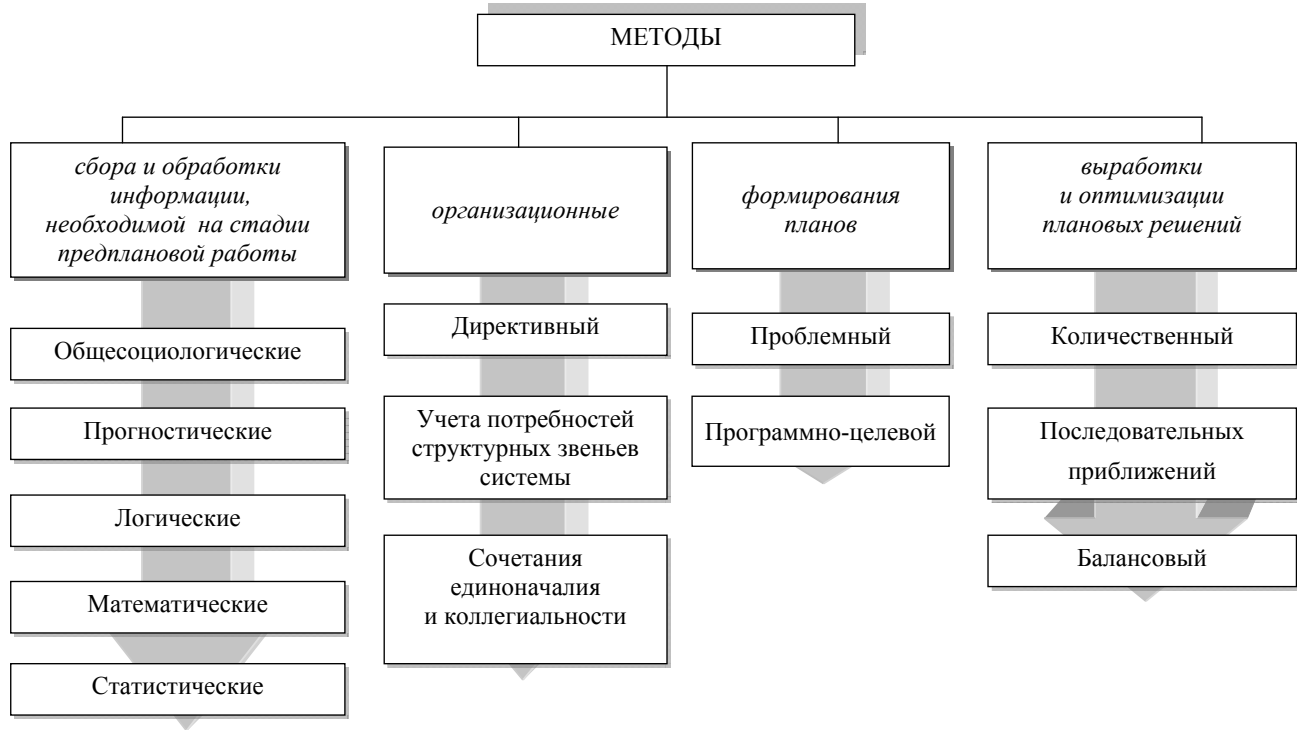 МЕТОДЫ
сбора и обработки
информации,
необходимой на стадии
предплановой работы
Общесоциологические
Прогностические
Логические
Математические
Статистические
организационные
Директивный
Учета потребностей
структурных звеньев
системы
Сочетания
единоначалия
и коллегиальности
формирования
планов
Проблемный
Программно-целевой
выработки
и оптимизации
плановых решений
Количественный
Последовательных
приближений
Балансовый